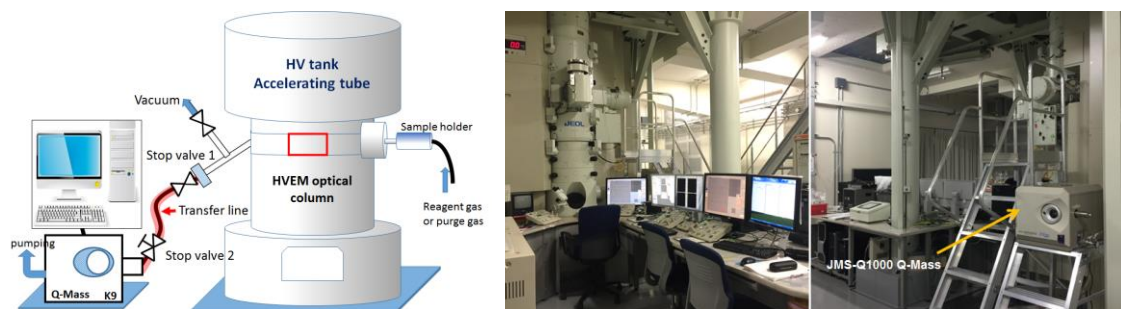 HV tank
Accelerating tube
Vacuum
Sample holder
Stop valve 1
HVEM optical
column
Reagent gas
or purge gas
Transfer line
pumping
Stop valve 2
Q-Mass
K9
JEOL
JMS-Q1000 Q-Mass